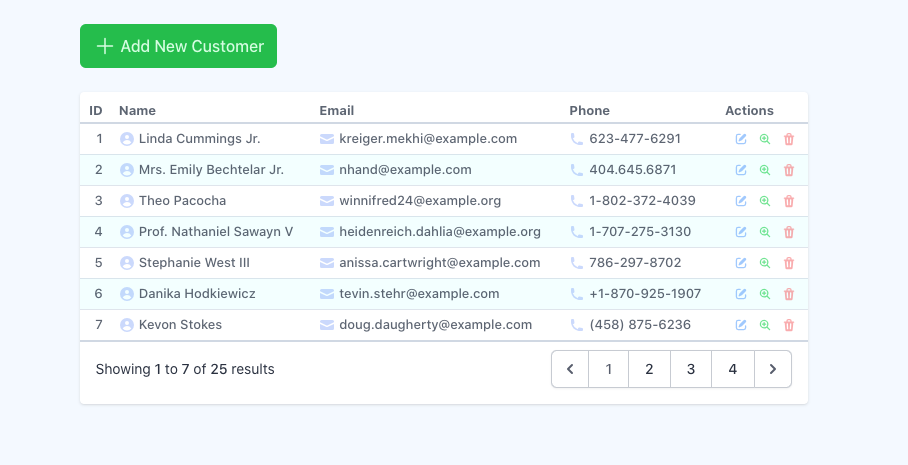 Add New Customer
ID Name Email Phone Actions
1 Linda Cummings Jr. kreiger.mekhi@example.com 623-477-6291
2 Mrs. Emily Bechtelar Jr. nhand@example.com 404.645.6871
3 Theo Pacocha winnifred24@example.org 1-802-372-4039
4 Prof. Nathaniel Sawayn V heidenreich.dahlia@example.org 1-707-275-3130
5 Stephanie West III anissa.cartwright@example.com 786-297-8702
6 Danika Hodkiewicz tevin.stehr@example.com +1-870-925-1907
7 Kevon Stokes doug.daugherty@example.com (458) 875-6236
Showing 1 to 7 of 25 results 1 2 3 4